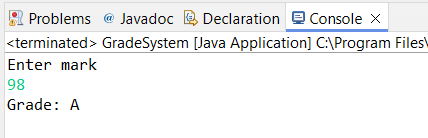 Problems @ Javadoc Declaration Console
<terminated> GradeSystem [Java Application] C:\Program Files\
Enter mark
98
Grade: A